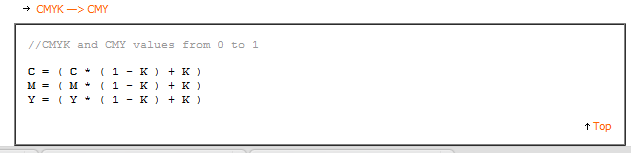 → CMYK —> CMY
//CMYK and CMY values from 0 to 1
C = ( C * ( 1 - K ) + K )
M = ( M * ( 1 - K ) + K )
Y = ( Y * ( 1 - K ) + K )
↑ Top